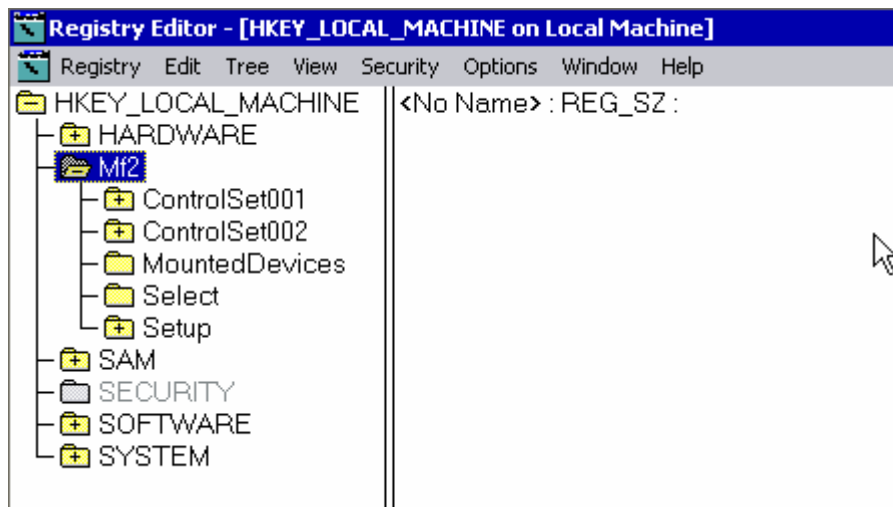 Registry Editor - [HKEY_LOCAL_MACHINE on Local Machine]
Registry Edit Tree View Security Options Window Help
HKEY_LOCAL_MACHINE
HARDWARE
Mf2
ControlSet001
ControlSet002
MountedDevices
Select
Setup
SAM
SECURITY
SOFTWARE
SYSTEM
<No Name> : REG_SZ :